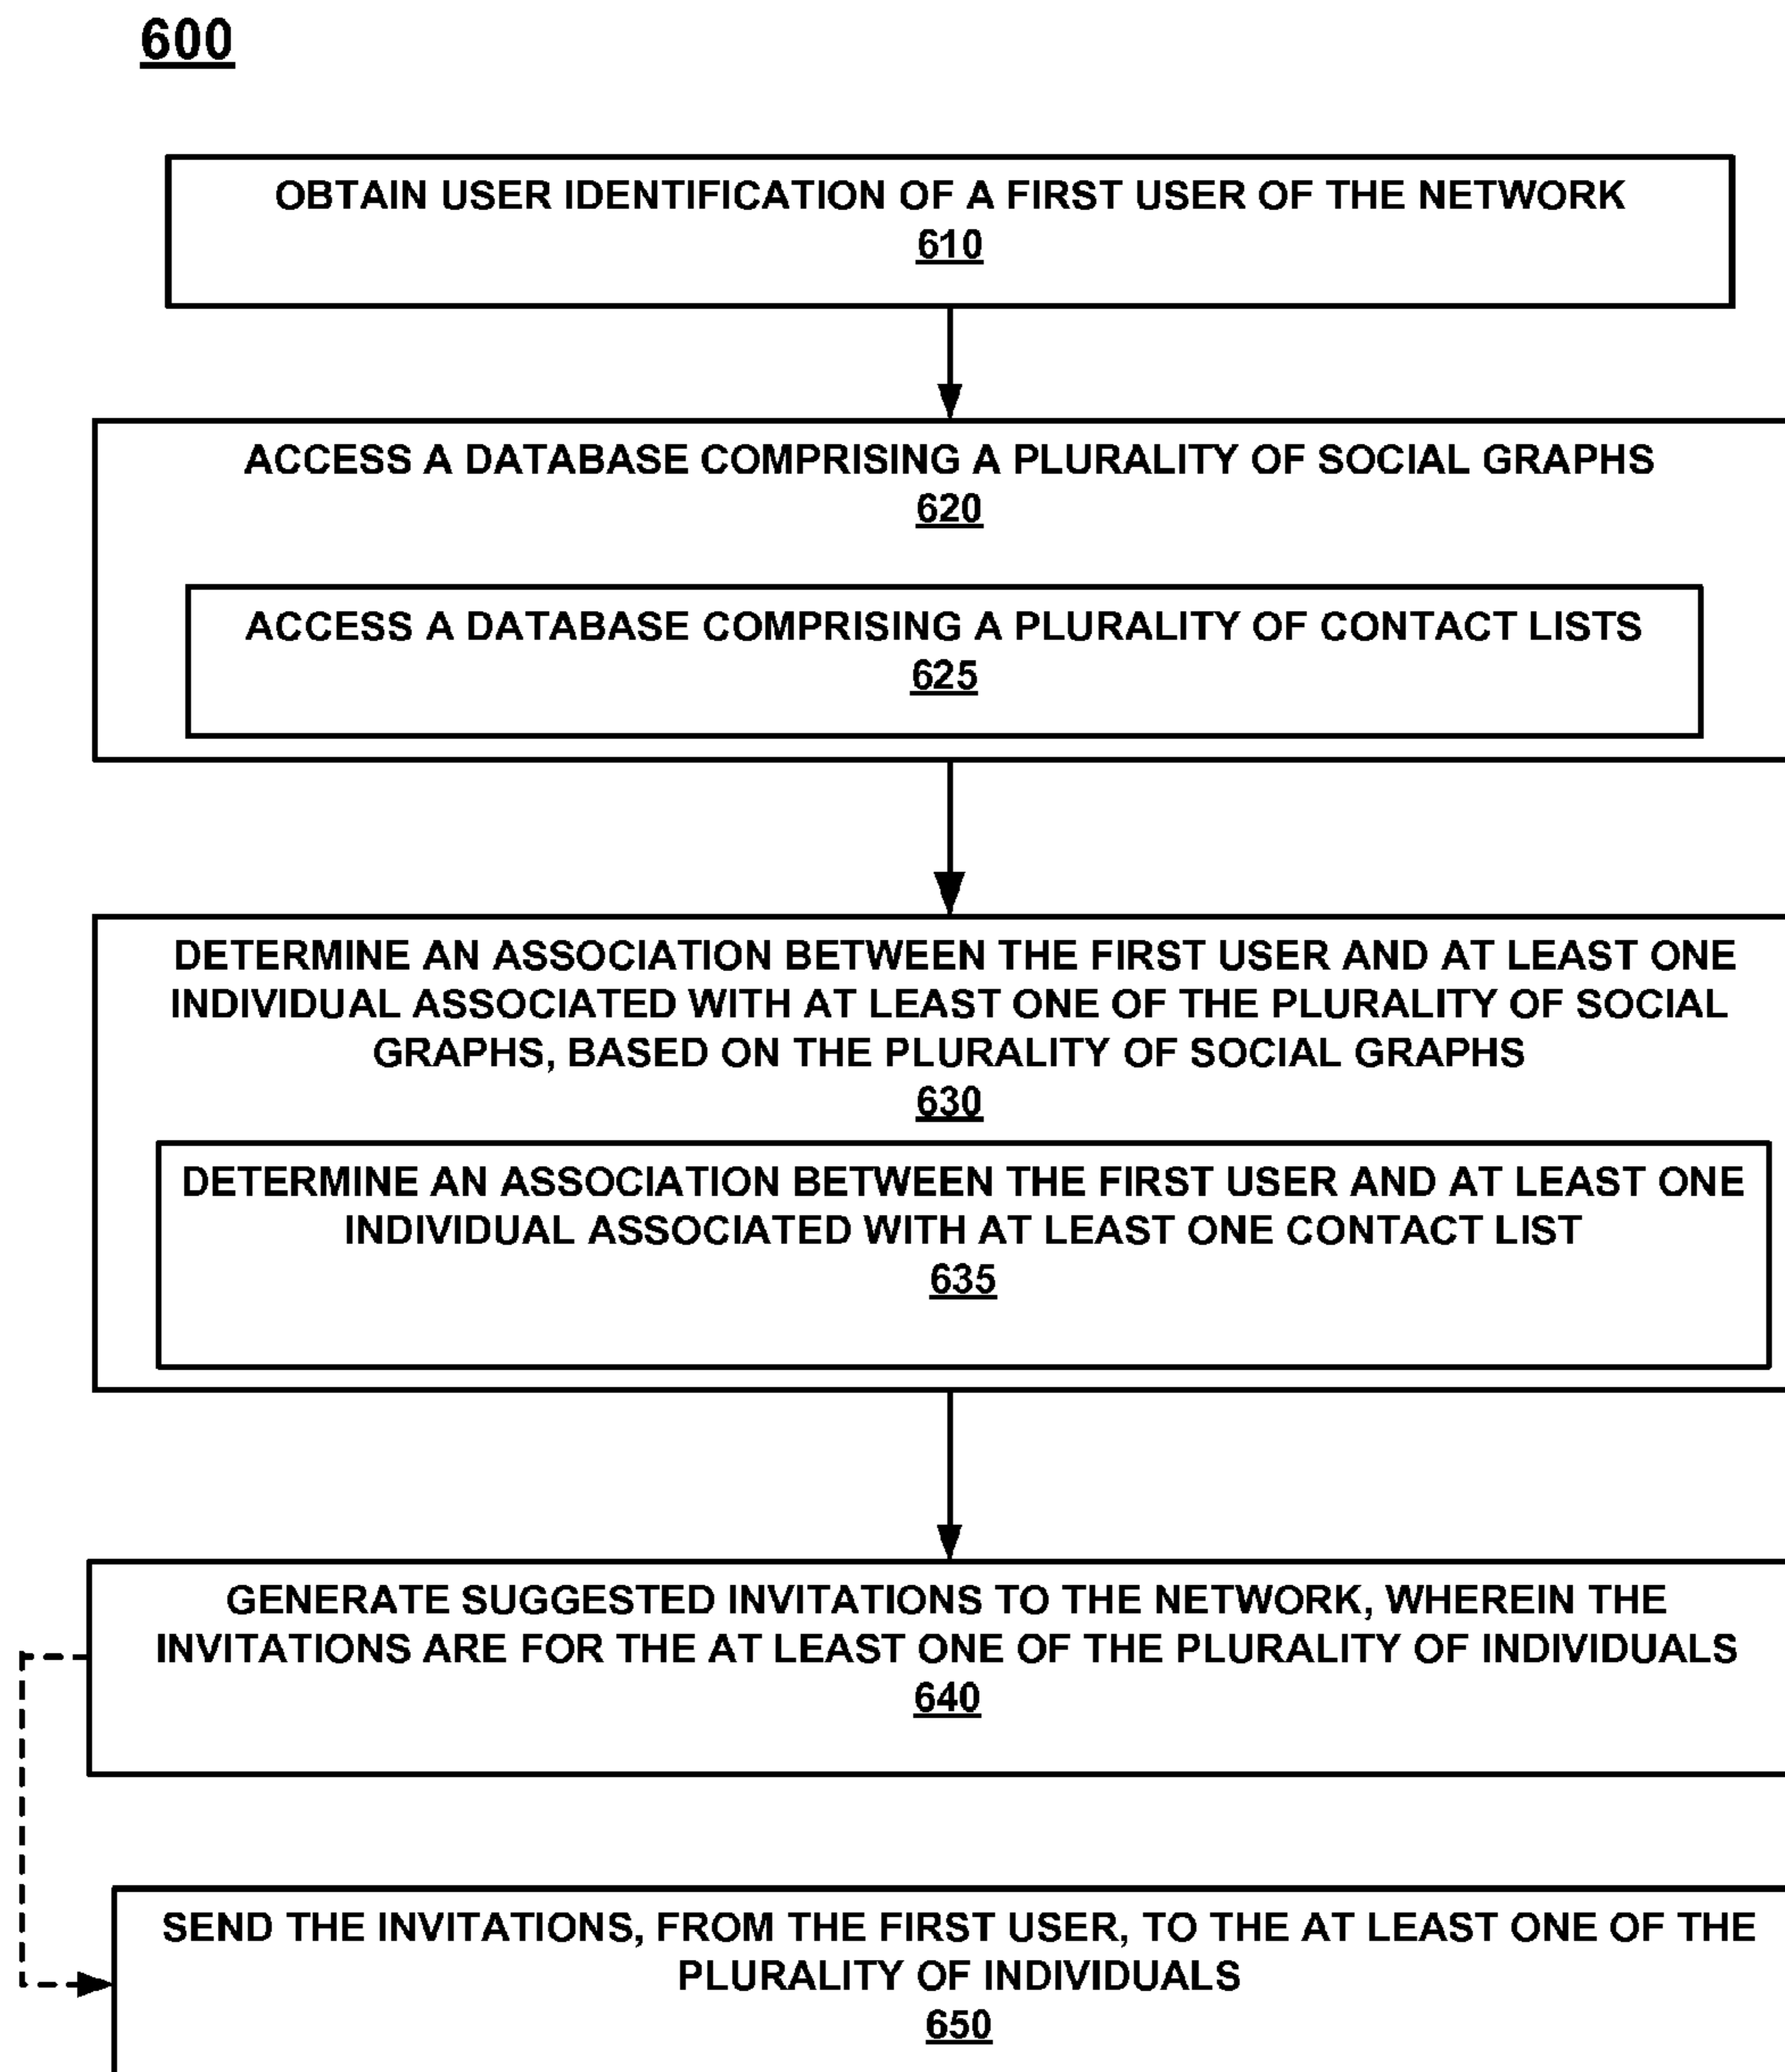 600
OBTAIN USER IDENTIFICATION OF A FIRST USER OF THE NETWORK
610
ACCESS A DATABASE COMPRISING A PLURALITY OF SOCIAL GRAPHS
620
ACCESS A DATABASE COMPRISING A PLURALITY OF CONTACT LISTS
625
DETERMINE AN ASSOCIATION BETWEEN THE FIRST USER AND AT LEAST ONE
INDIVIDUAL ASSOCIATED WITH AT LEAST ONE OF THE PLURALITY OF SOCIAL
GRAPHS, BASED ON THE PLURALITY OF SOCIAL GRAPHS
630
DETERMINE AN ASSOCIATION BETWEEN THE FIRST USER AND AT LEAST ONE
INDIVIDUAL ASSOCIATED WITH AT LEAST ONE CONTACT LIST
635
GENERATE SUGGESTED INVITATIONS TO THE NETWORK, WHEREIN THE
INVITATIONS ARE FOR THE AT LEAST ONE OF THE PLURALITY OF INDIVIDUALS
640
SEND THE INVITATIONS, FROM THE FIRST USER, TO THE AT LEAST ONE OF THE
PLURALITY OF INDIVIDUALS
650